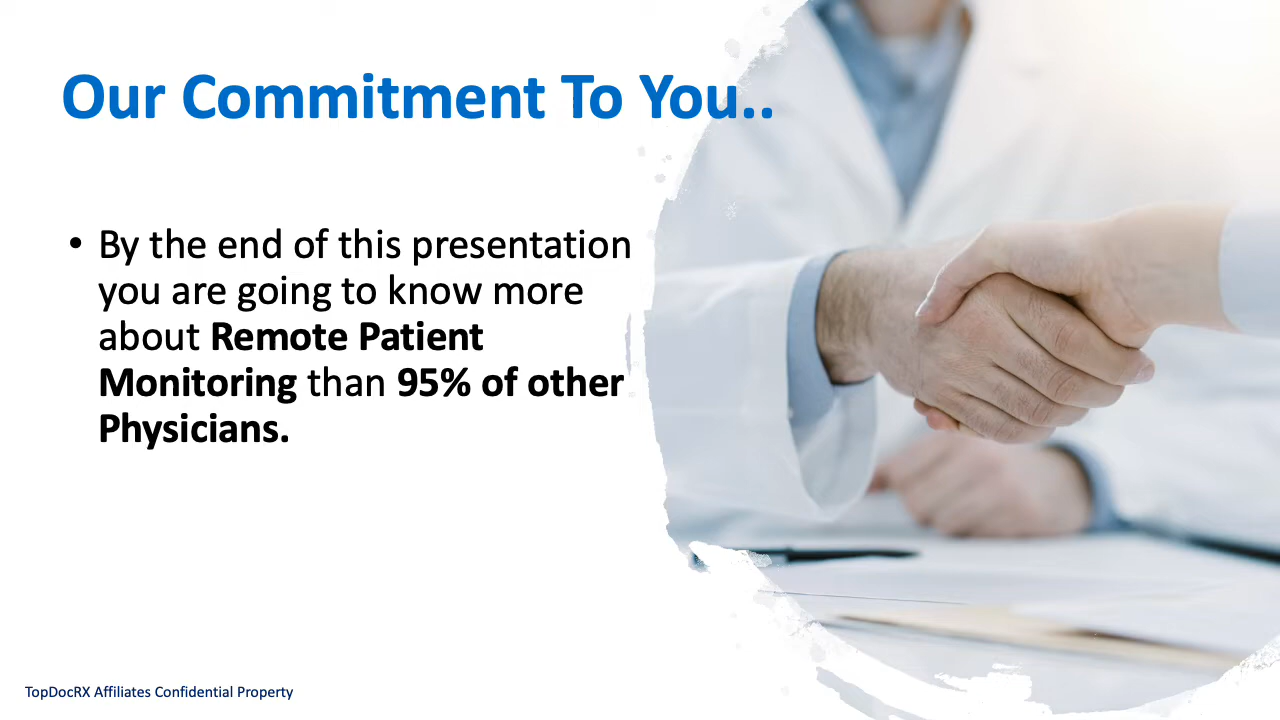 Our Commitment To You..
• By the end of this presentation
you are going to know more
about Remote Patient
Monitoring than 95% of other
Physicians.
TopDocRX Affiliates Confidential Property